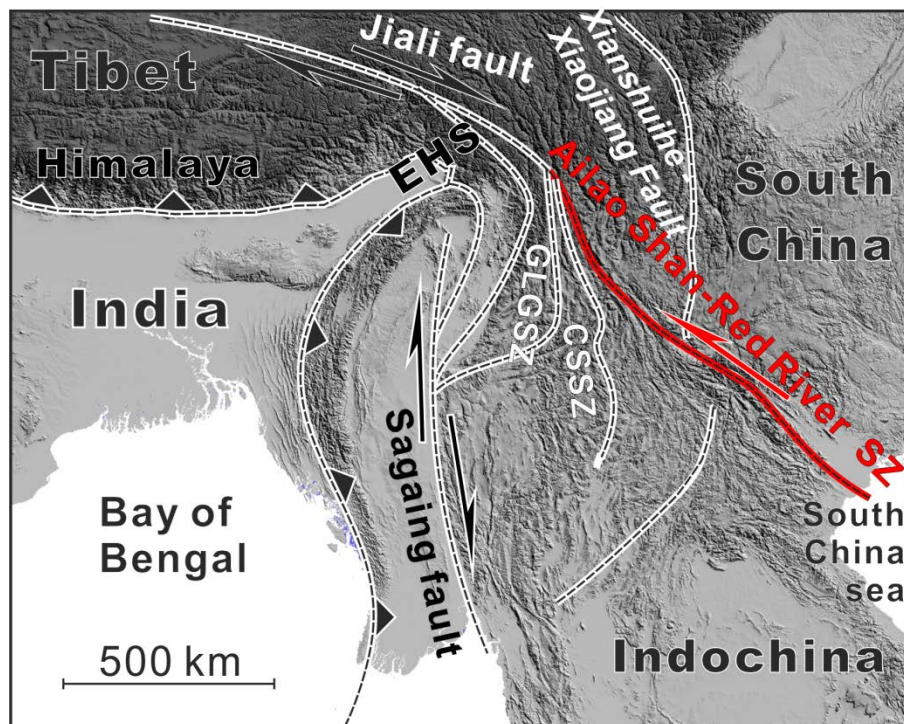 Tibet
Jiali fault
Xianshuihe-
Xiaojiang Fault
Himalaya
EHS
Ailao Shan-Red River SZ
South
China
India
GLGSZ
CSSZ
Sagaing fault
Bay of
Bengal
South
China
sea
500 km
Indochina